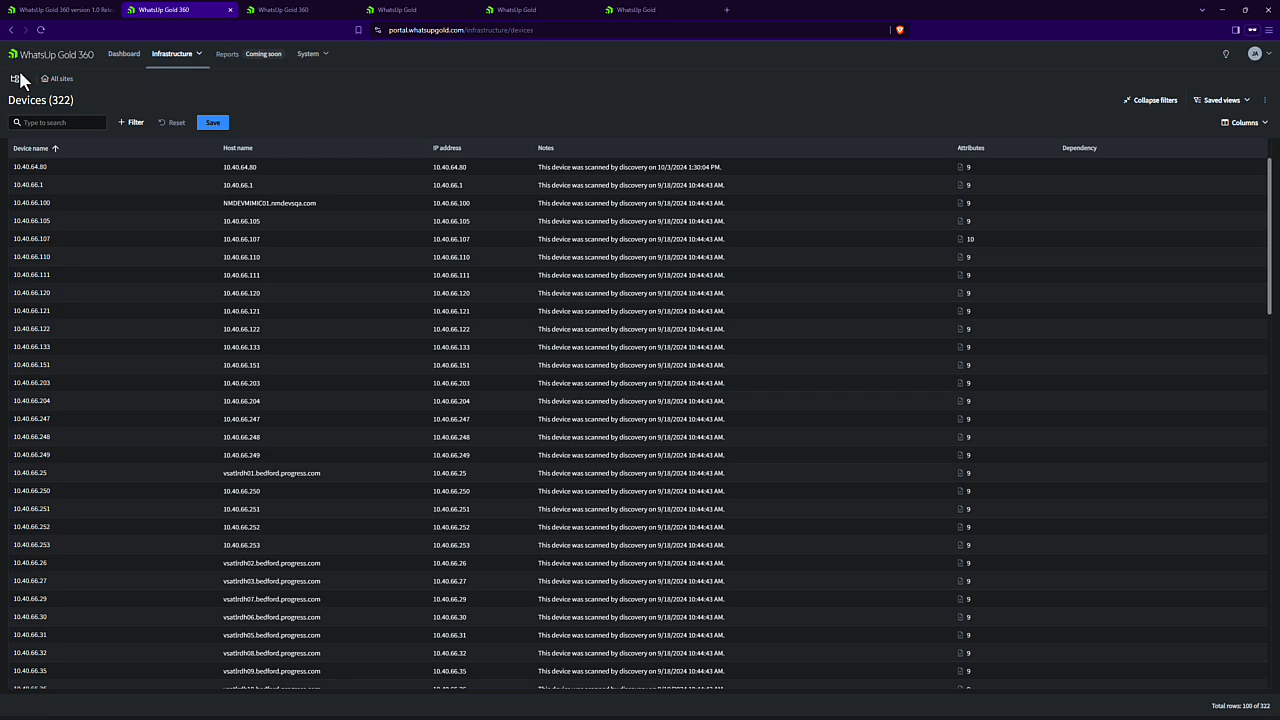 WhatsUp Gold 360 version 1.0 Rele
WhatsUp Gold 360
WhatsUp Gold 360
WhatsUp Gold
WhatsUp Gold
WhatsUp Gold
portal.whatsupgold.com/infrastructure/devices
WhatsUp Gold 360 Dashboard Infrastructure Reports Coming soon System JA
All sites
Devices (322) Collapse filters Saved views
Type to search Filter Reset Save Columns
Device name Host name IP address Notes Attributes Dependency
10.40.64.80 10.40.64.80 10.40.64.80 This device was scanned by discovery on 10/3/2024 1:30:04 PM. 9
10.40.66.1 10.40.66.1 10.40.66.1 This device was scanned by discovery on 9/18/2024 10:44:43 AM. 9
10.40.66.100 NMDEVMIMIC01.nmdevsqa.com 10.40.66.100 This device was scanned by discovery on 9/18/2024 10:44:43 AM. 9
10.40.66.105 10.40.66.105 10.40.66.105 This device was scanned by discovery on 9/18/2024 10:44:43 AM. 9
10.40.66.107 10.40.66.107 10.40.66.107 This device was scanned by discovery on 9/18/2024 10:44:43 AM. 10
10.40.66.110 10.40.66.110 10.40.66.110 This device was scanned by discovery on 9/18/2024 10:44:43 AM. 9
10.40.66.111 10.40.66.111 10.40.66.111 This device was scanned by discovery on 9/18/2024 10:44:43 AM. 9
10.40.66.120 10.40.66.120 10.40.66.120 This device was scanned by discovery on 9/18/2024 10:44:43 AM. 9
10.40.66.121 10.40.66.121 10.40.66.121 This device was scanned by discovery on 9/18/2024 10:44:43 AM. 9
10.40.66.122 10.40.66.122 10.40.66.122 This device was scanned by discovery on 9/18/2024 10:44:43 AM. 9
10.40.66.133 10.40.66.133 10.40.66.133 This device was scanned by discovery on 9/18/2024 10:44:43 AM. 9
10.40.66.151 10.40.66.151 10.40.66.151 This device was scanned by discovery on 9/18/2024 10:44:43 AM. 9
10.40.66.203 10.40.66.203 10.40.66.203 This device was scanned by discovery on 9/18/2024 10:44:43 AM. 9
10.40.66.204 10.40.66.204 10.40.66.204 This device was scanned by discovery on 9/18/2024 10:44:43 AM. 9
10.40.66.247 10.40.66.247 10.40.66.247 This device was scanned by discovery on 9/18/2024 10:44:43 AM. 9
10.40.66.248 10.40.66.248 10.40.66.248 This device was scanned by discovery on 9/18/2024 10:44:43 AM. 9
10.40.66.249 10.40.66.249 10.40.66.249 This device was scanned by discovery on 9/18/2024 10:44:43 AM. 9
10.40.66.25 vsatlrdh01.bedford.progress.com 10.40.66.25 This device was scanned by discovery on 9/18/2024 10:44:43 AM. 9
10.40.66.250 10.40.66.250 10.40.66.250 This device was scanned by discovery on 9/18/2024 10:44:43 AM. 9
10.40.66.251 10.40.66.251 10.40.66.251 This device was scanned by discovery on 9/18/2024 10:44:43 AM. 9
10.40.66.252 10.40.66.252 10.40.66.252 This device was scanned by discovery on 9/18/2024 10:44:43 AM. 9
10.40.66.253 10.40.66.253 10.40.66.253 This device was scanned by discovery on 9/18/2024 10:44:43 AM. 9
10.40.66.26 vsatlrdh02.bedford.progress.com 10.40.66.26 This device was scanned by discovery on 9/18/2024 10:44:43 AM. 9
10.40.66.27 vsatlrdh03.bedford.progress.com 10.40.66.27 This device was scanned by discovery on 9/18/2024 10:44:43 AM. 9
10.40.66.29 vsatlrdh07.bedford.progress.com 10.40.66.29 This device was scanned by discovery on 9/18/2024 10:44:43 AM. 9
10.40.66.30 vsatlrdh06.bedford.progress.com 10.40.66.30 This device was scanned by discovery on 9/18/2024 10:44:43 AM. 9
10.40.66.31 vsatlrdh05.bedford.progress.com 10.40.66.31 This device was scanned by discovery on 9/18/2024 10:44:43 AM. 9
10.40.66.32 vsatlrdh08.bedford.progress.com 10.40.66.32 This device was scanned by discovery on 9/18/2024 10:44:43 AM. 9
10.40.66.35 vsatlrdh09.bedford.progress.com 10.40.66.35 This device was scanned by discovery on 9/18/2024 10:44:43 AM. 9
Total rows: 100 of 322